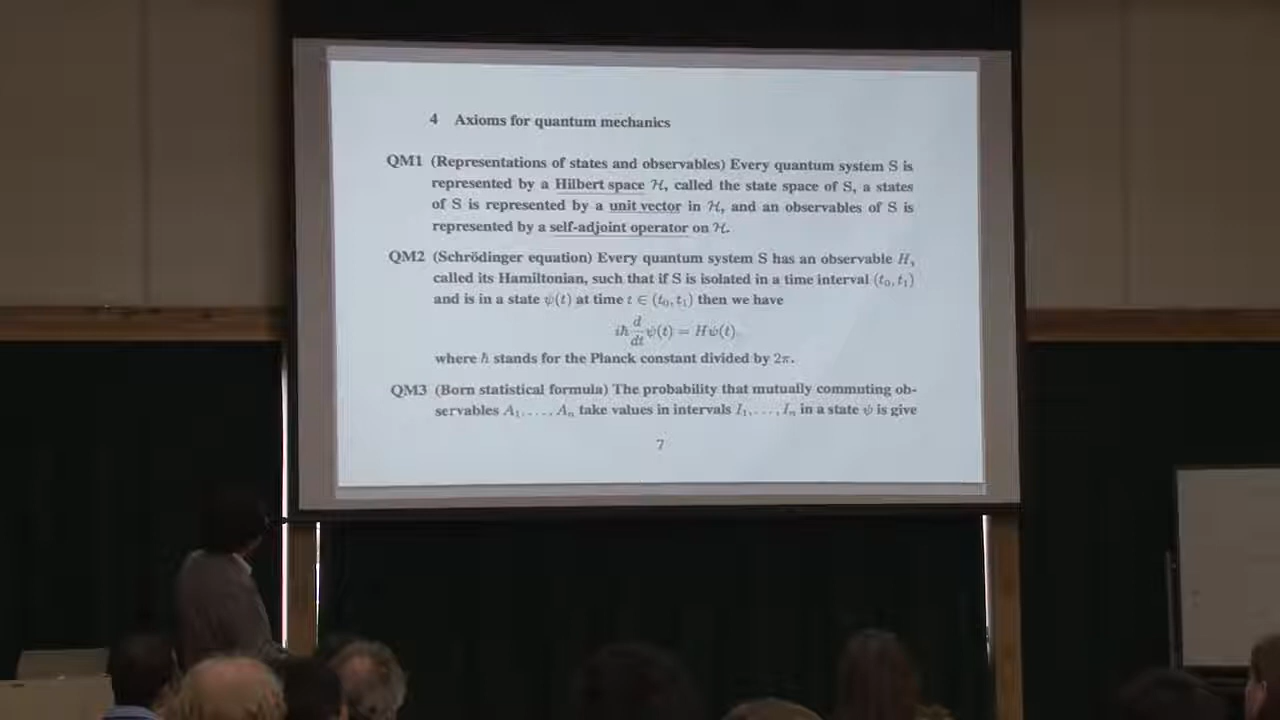 4 Axioms for quantum mechanics
QM1 (Representations of states and observables) Every quantum system S is
represented by a Hilbert space ℋ, called the state space of S, a states
of S is represented by a unit vector in ℋ, and an observables of S is
represented by a self-adjoint operator on ℋ.
QM2 (Schrödinger equation) Every quantum system S has an observable H,
called its Hamiltonian, such that if S is isolated in a time interval (t₀, t₁)
and is in a state ψ(t) at time t ∈ (t₀, t₁) then we have
iℏ d/dt ψ(t) = Hψ(t)
where ℏ stands for the Planck constant divided by 2π.
QM3 (Born statistical formula) The probability that mutually commuting ob-
servables A₁, . . . , Aₙ take values in intervals I₁, . . . , Iₙ in a state ψ is give
7